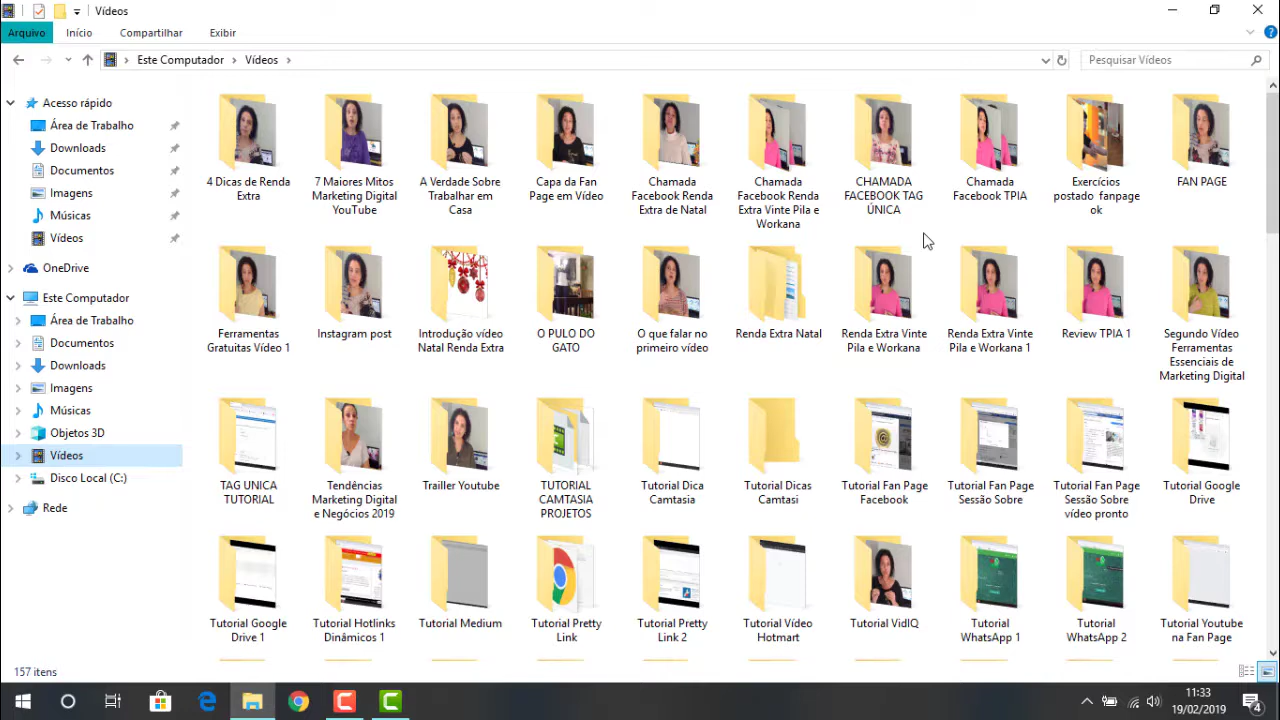 Vídeos
Arquivo Início Compartilhar Exibir
Este Computador Vídeos Pesquisar Vídeos
Acesso rápido
Área de Trabalho
Downloads
Documentos
Imagens
Músicas
Vídeos
OneDrive
Este Computador
Área de Trabalho
Documentos
Downloads
Imagens
Músicas
Objetos 3D
Vídeos
Disco Local (C:)
Rede
4 Dicas de Renda
Extra
7 Maiores Mitos
Marketing Digital
YouTube
A Verdade Sobre
Trabalhar em
Casa
Capa da Fan
Page em Vídeo
Chamada
Facebook Renda
Extra de Natal
Chamada
Facebook Renda
Extra Vinte Pila e
Workana
CHAMADA
FACEBOOK TAG
ÚNICA
Chamada
Facebook TPIA
Exercícios
postado fanpage
ok
FAN PAGE
Ferramentas
Gratuitas Vídeo 1
Instagram post
Introdução vídeo
Natal Renda Extra
O PULO DO
GATO
O que falar no
primeiro vídeo
Renda Extra Natal
Renda Extra Vinte
Pila e Workana
Renda Extra Vinte
Pila e Workana 1
Review TPIA 1
Segundo Vídeo
Ferramentas
Essenciais de
Marketing Digital
TAG UNICA
TUTORIAL
Tendências
Marketing Digital
e Negócios 2019
Trailler Youtube
TUTORIAL
CAMTASIA
PROJETOS
Tutorial Dica
Camtasia
Tutorial Dicas
Camtasi
Tutorial Fan Page
Facebook
Tutorial Fan Page
Sessão Sobre
Tutorial Fan Page
Sessão Sobre
vídeo pronto
Tutorial Google
Drive
Tutorial Google
Drive 1
Tutorial Hotlinks
Dinâmicos 1
Tutorial Medium
Tutorial Pretty
Link
Tutorial Pretty
Link 2
Tutorial Vídeo
Hotmart
Tutorial VidIQ
Tutorial
WhatsApp 1
Tutorial
WhatsApp 2
Tutorial Youtube
na Fan Page
157 itens
11:33
19/02/2019
4